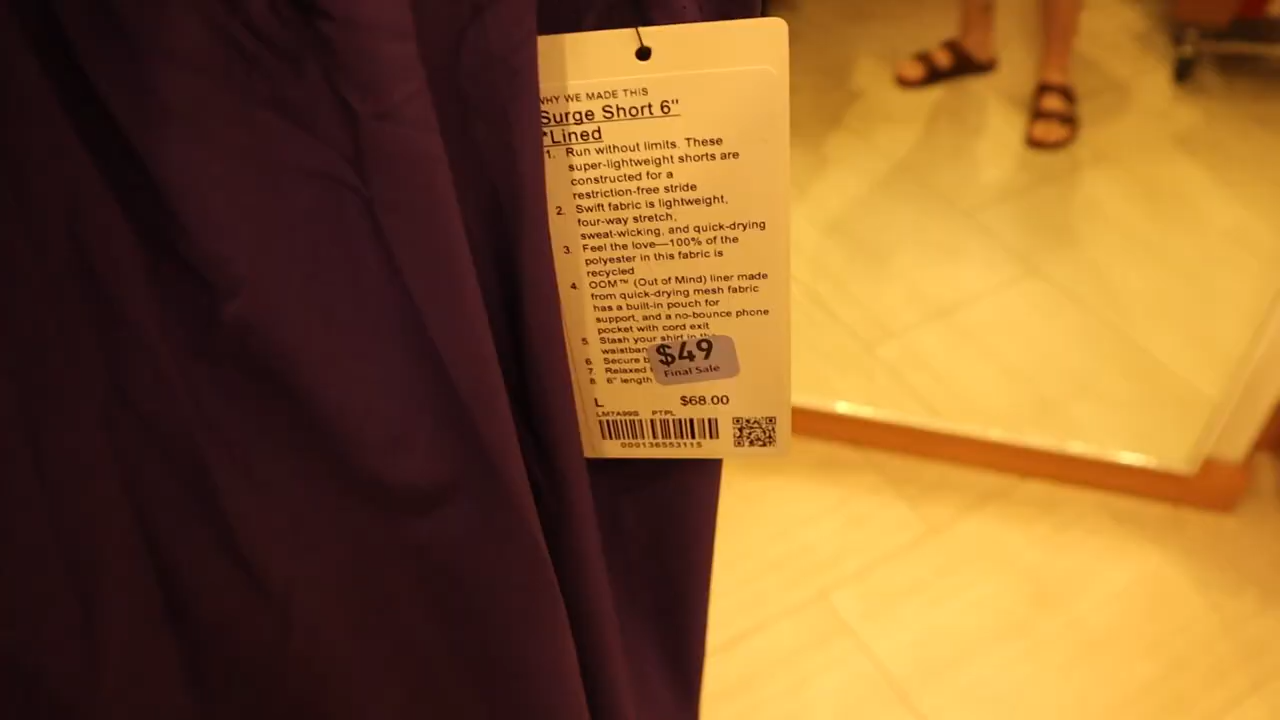 WHY WE MADE THIS
Surge Short 6"
*Lined
1. Run without limits. These
super-lightweight shorts are
constructed for a
restriction-free stride
2. Swift fabric is lightweight,
four-way stretch,
sweat-wicking, and quick-drying
3. Feel the love—100% of the
polyester in this fabric is
recycled
4. OOM™ (Out of Mind) liner made
from quick-drying mesh fabric
has a built-in pouch for
support, and a no-bounce phone
pocket with cord exit
5. Stash your shirt in the
6. Secure
7. Relaxed
8. 6" length
$49
Final Sale
L $68.00
LM7A99S PTPL
000136553115